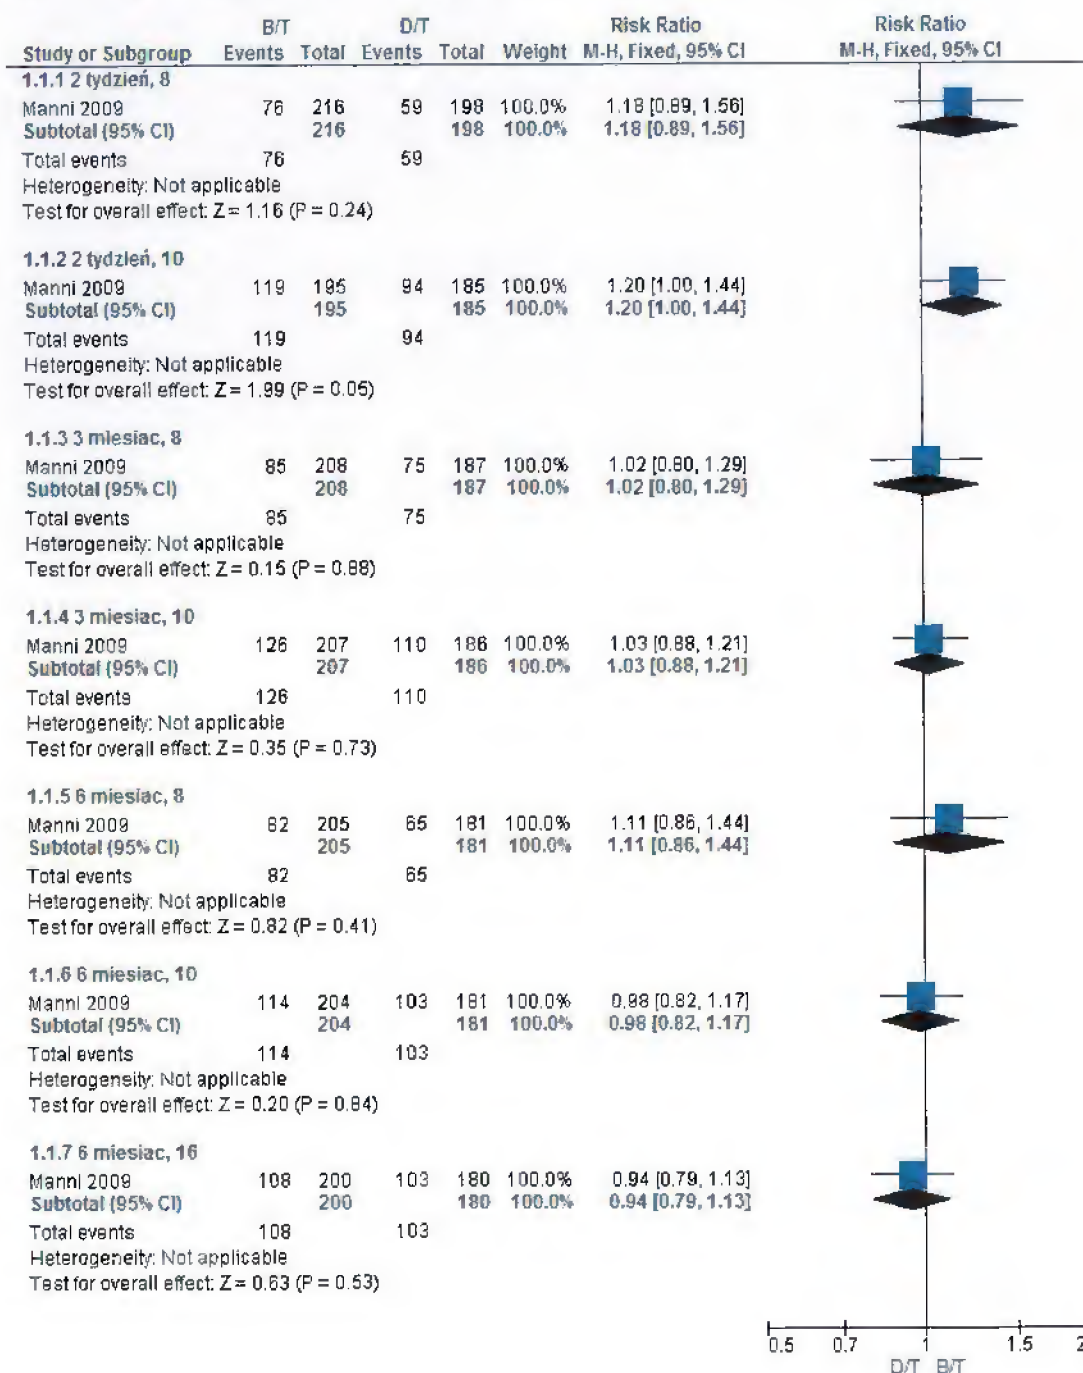 B/T D/T Risk Ratio Risk Ratio
Study or Subgroup Events Total Events Total Weight M-H, Fixed, 95% CI M-H, Fixed, 95% CI
1.1.1 2 tydzień, 8
Manni 2009 76 216 59 198 100.0% 1.18 [0.89, 1.56]
Subtotal (95% CI) 216 198 100.0% 1.18 [0.89, 1.56]
Total events 76 59
Heterogeneity: Not applicable
Test for overall effect: Z = 1.16 (P = 0.24)
1.1.2 2 tydzień, 10
Manni 2009 119 195 94 185 100.0% 1.20 [1.00, 1.44]
Subtotal (95% CI) 195 185 100.0% 1.20 [1.00, 1.44]
Total events 119 94
Heterogeneity: Not applicable
Test for overall effect: Z = 1.99 (P = 0.05)
1.1.3 3 miesiac, 8
Manni 2009 85 208 75 187 100.0% 1.02 [0.80, 1.29]
Subtotal (95% CI) 208 187 100.0% 1.02 [0.80, 1.29]
Total events 85 75
Heterogeneity: Not applicable
Test for overall effect: Z = 0.15 (P = 0.88)
1.1.4 3 miesiac, 10
Manni 2009 126 207 110 186 100.0% 1.03 [0.88, 1.21]
Subtotal (95% CI) 207 186 100.0% 1.03 [0.88, 1.21]
Total events 126 110
Heterogeneity: Not applicable
Test for overall effect: Z = 0.35 (P = 0.73)
1.1.5 6 miesiac, 8
Manni 2009 82 205 65 181 100.0% 1.11 [0.86, 1.44]
Subtotal (95% CI) 205 181 100.0% 1.11 [0.86, 1.44]
Total events 82 65
Heterogeneity: Not applicable
Test for overall effect: Z = 0.82 (P = 0.41)
1.1.6 6 miesiac, 10
Manni 2009 114 204 103 181 100.0% 0.98 [0.82, 1.17]
Subtotal (95% CI) 204 181 100.0% 0.98 [0.82, 1.17]
Total events 114 103
Heterogeneity: Not applicable
Test for overall effect: Z = 0.20 (P = 0.84)
1.1.7 6 miesiac, 16
Manni 2009 108 200 103 180 100.0% 0.94 [0.79, 1.13]
Subtotal (95% CI) 200 180 100.0% 0.94 [0.79, 1.13]
Total events 108 103
Heterogeneity: Not applicable
Test for overall effect: Z = 0.63 (P = 0.53)
0.5 0.7 1 1.5 2
D/T B/T